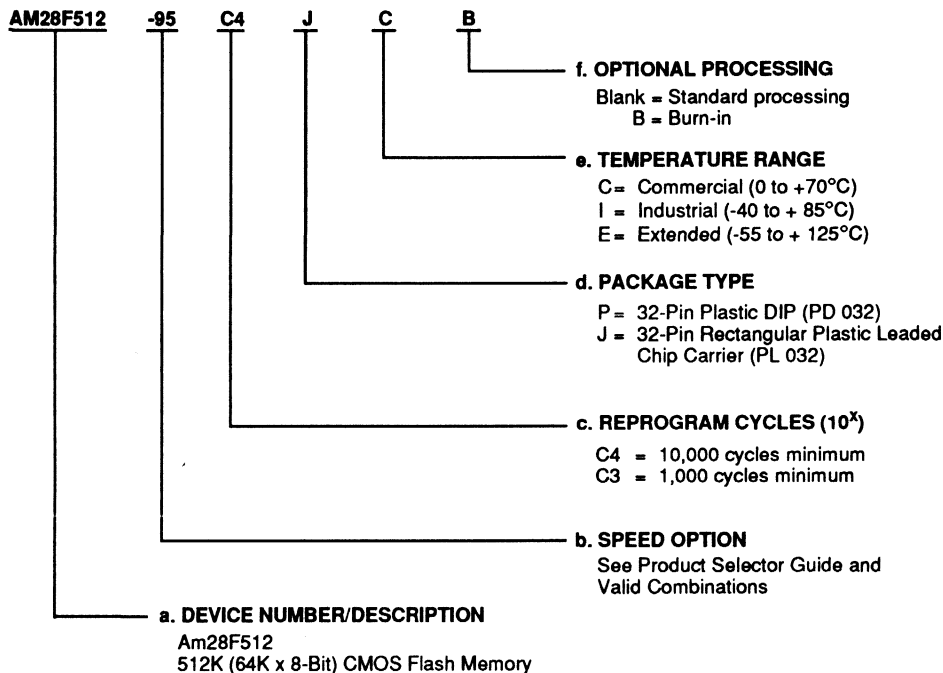 AM28F512 -95 C4 J C B
f. OPTIONAL PROCESSING
Blank = Standard processing
B = Burn-in
e. TEMPERATURE RANGE
C= Commercial (0 to +70°C)
I = Industrial (-40 to + 85°C)
E= Extended (-55 to + 125°C)
d. PACKAGE TYPE
P= 32-Pin Plastic DIP (PD 032)
J = 32-Pin Rectangular Plastic Leaded
Chip Carrier (PL 032)
c. REPROGRAM CYCLES (10ˣ)
C4 = 10,000 cycles minimum
C3 = 1,000 cycles minimum
b. SPEED OPTION
See Product Selector Guide and
Valid Combinations
a. DEVICE NUMBER/DESCRIPTION
Am28F512
512K (64K x 8-Bit) CMOS Flash Memory